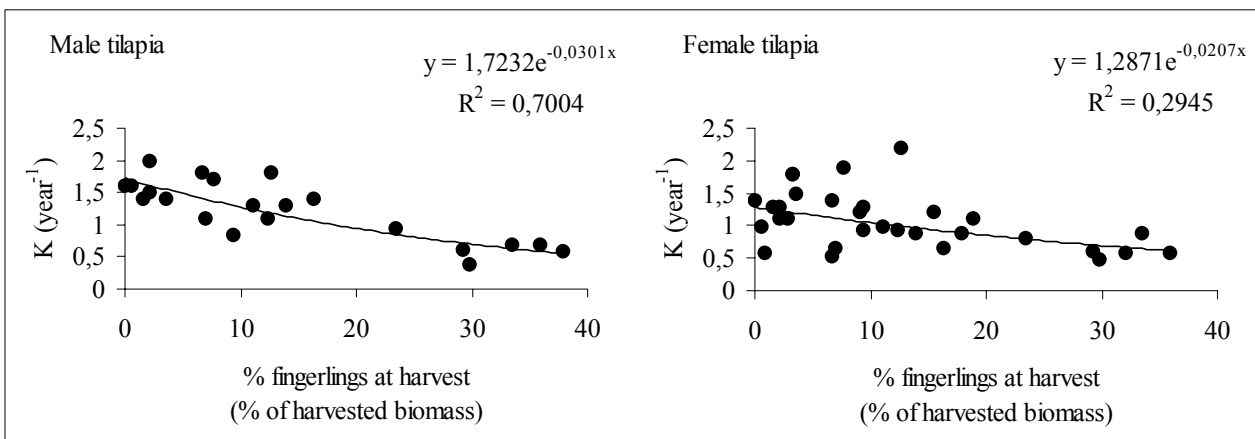 Male tilapia
y = 1,7232e^-0,0301x
R² = 0,7004
K (year⁻¹)
2,5
2
1,5
1
0,5
0
0 10 20 30 40
% fingerlings at harvest
(% of harvested biomass)
Female tilapia
y = 1,2871e^-0,0207x
R² = 0,2945
K (year⁻¹)
2,5
2
1,5
1
0,5
0
0 10 20 30 40
% fingerlings at harvest
(% of harvested biomass)